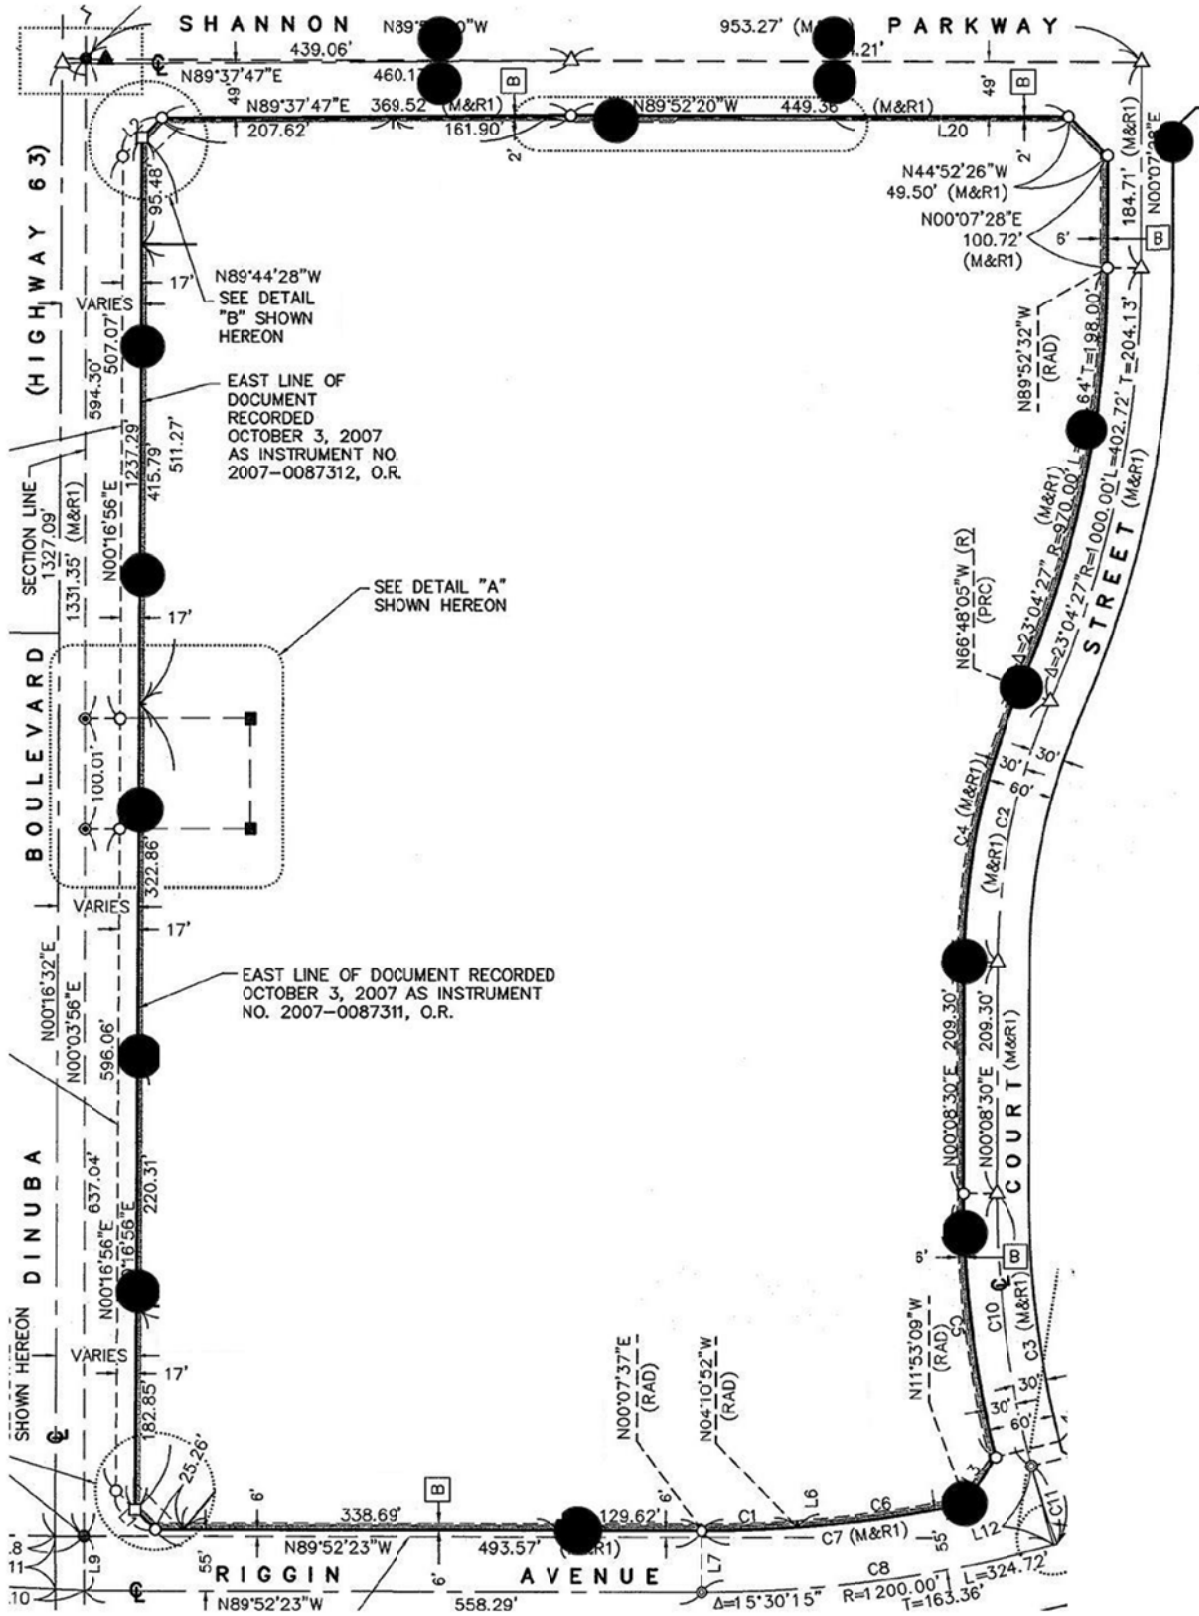 SHANNON
PARKWAY
953.27' (M&R1)
439.06'
N89°37'47"E
49'
N89°37'47"E
369.52' (M&R1)
N89°52'20"W
449.36' (M&R1)
49'
B
B
207.62'
161.90'
L20
2'
2'
N44°52'26"W
49.50' (M&R1)
N00°07'28"E
100.72'
(M&R1)
6'
B
184.71' (M&R1)
(HIGHWAY 63)
95.48'
17'
VARIES
N89°44'28"W
SEE DETAIL
"B" SHOWN
HEREON
507.07'
594.30'
N89°52'32"W
(RAD)
T=198.00'
L=402.72' T=204.13'
EAST LINE OF
DOCUMENT
RECORDED
OCTOBER 3, 2007
AS INSTRUMENT NO.
2007-0087312, O.R.
1237.29'
415.79'
511.27'
SECTION LINE
1327.09'
1331.35' (M&R1)
N00°16'56"E
(M&R1)
Δ=23°04'27" R=970.00'
Δ=23°04'27" R=1000.00'
STREET (M&R1)
SEE DETAIL "A"
SHOWN HEREON
17'
N66°48'05"W (R)
(PRC)
BOULEVARD
100.01'
322.86'
30'
30'
60'
C4 (M&R1)
(M&R1) C2
VARIES
17'
EAST LINE OF DOCUMENT RECORDED
OCTOBER 3, 2007 AS INSTRUMENT
NO. 2007-0087311, O.R.
N00°16'32"E
N00°03'56"E
596.06'
N00°08'30"E 209.30'
N00°08'30"E 209.30'
COURT (M&R1)
DINUBA
637.04'
220.31'
N00°16'56"E
6'
B
C5
C10
C3 (M&R1)
SHOWN HEREON
VARIES
17'
182.85'
N00°07'37"E
(RAD)
N04°10'52"W
(RAD)
N11°53'09"W
(RAD)
30'
30'
60'
25.26'
6'
338.69'
B
129.62'
6'
C1
L6
C6
C7 (M&R1)
55'
L12
C11
L9
55'
N89°52'23"W
6'
493.57'
L7
C8
L=324.72'
RIGGIN
AVENUE
N89°52'23"W
558.29'
Δ=15°30'15"
R=1200.00'
T=163.36'